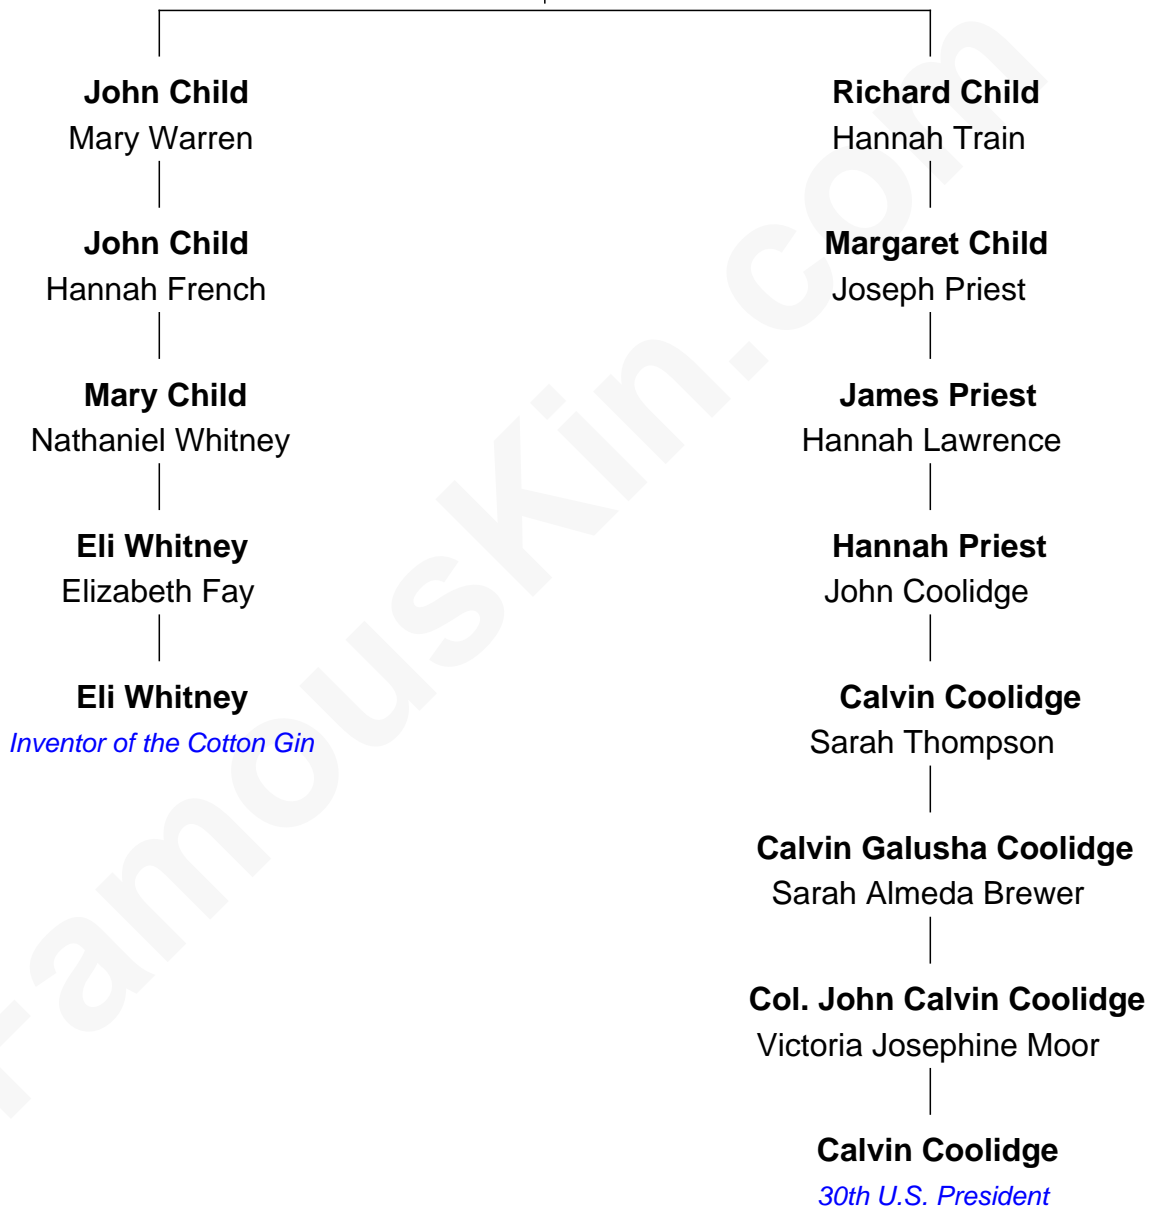 John Child
Mary Warren
John Child
Hannah French
Mary Child
Nathaniel Whitney
Eli Whitney
Elizabeth Fay
Eli Whitney
Inventor of the Cotton Gin
Richard Child
Hannah Train
Margaret Child
Joseph Priest
James Priest
Hannah Lawrence
Hannah Priest
John Coolidge
Calvin Coolidge
Sarah Thompson
Calvin Galusha Coolidge
Sarah Almeda Brewer
Col. John Calvin Coolidge
Victoria Josephine Moor
Calvin Coolidge
30th U.S. President
FamousKin.com